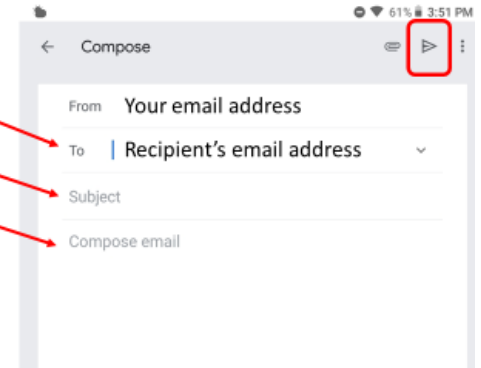 61% 3:51 PM
Compose
From Your email address
To Recipient's email address
Subject
Compose email